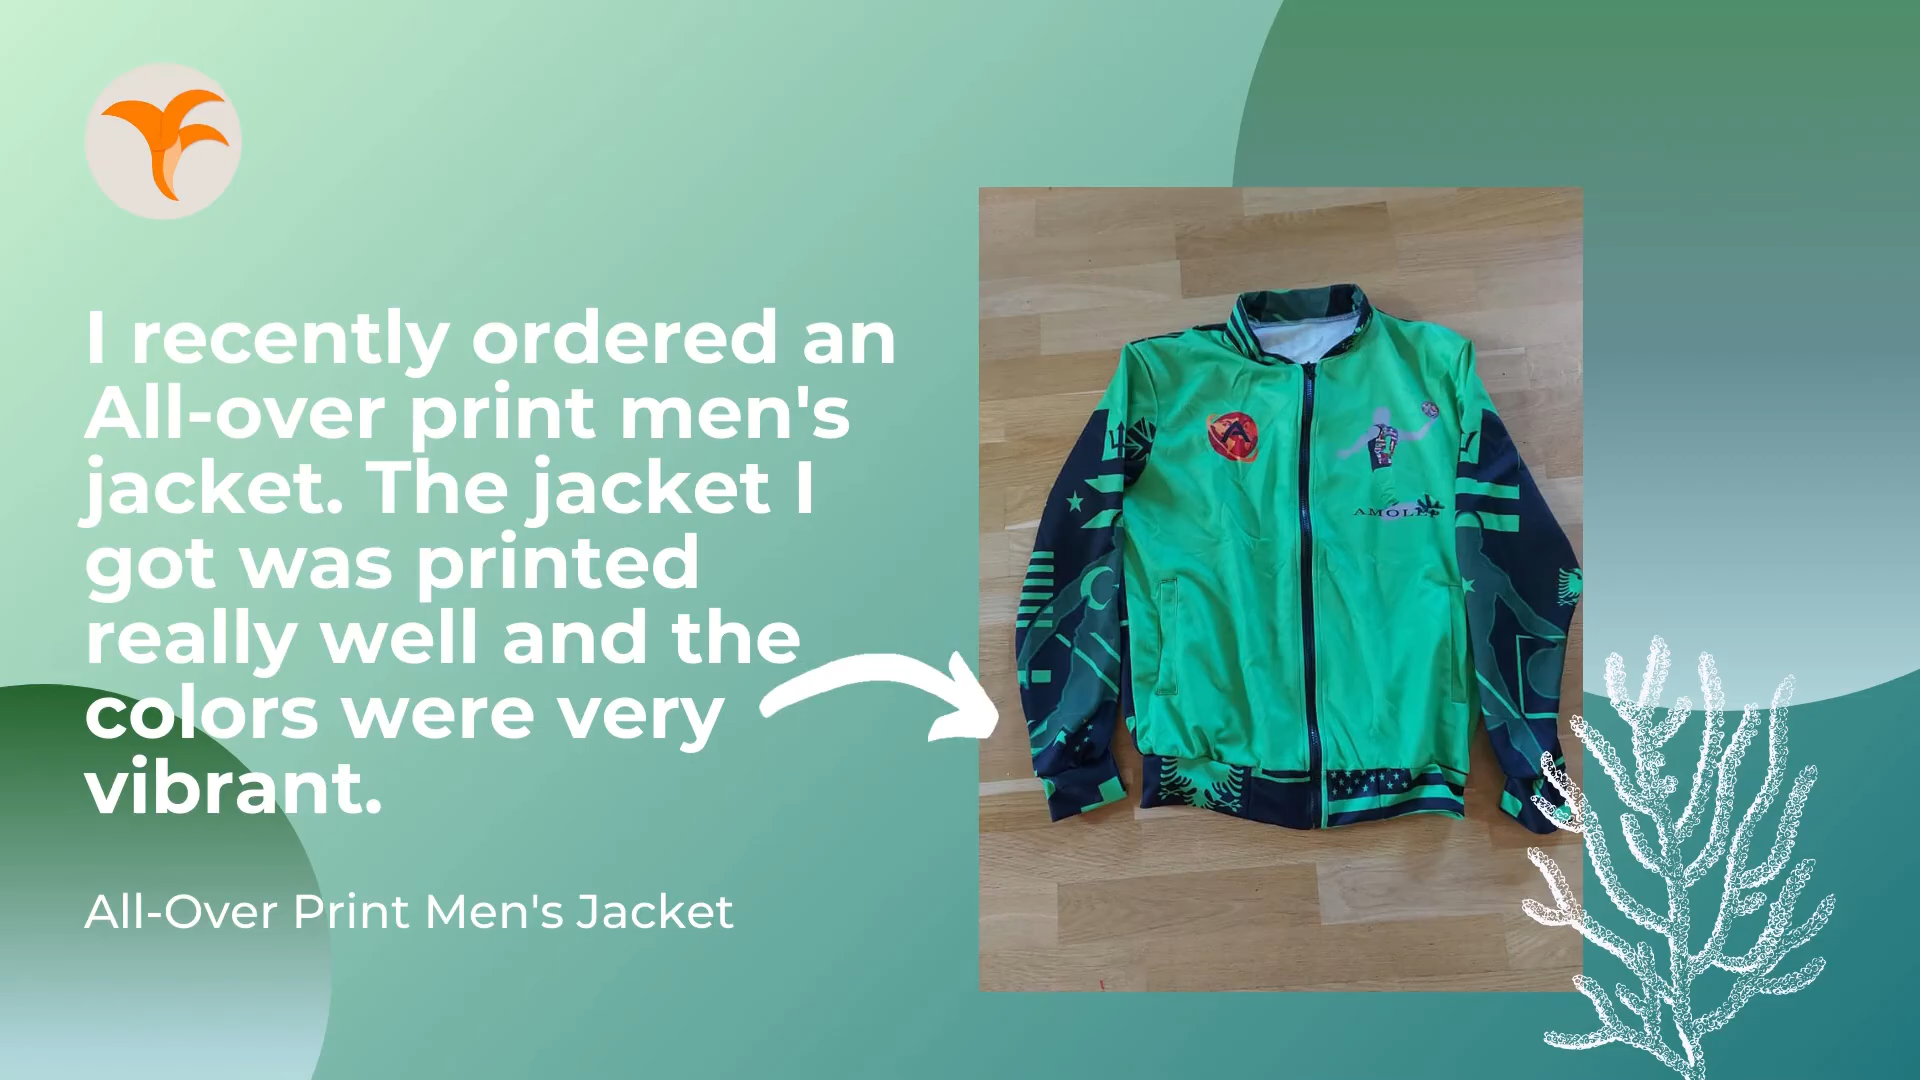 I recently ordered an
All-over print men's
jacket. The jacket I
got was printed
really well and the
colors were very
vibrant.
All-Over Print Men's Jacket
A